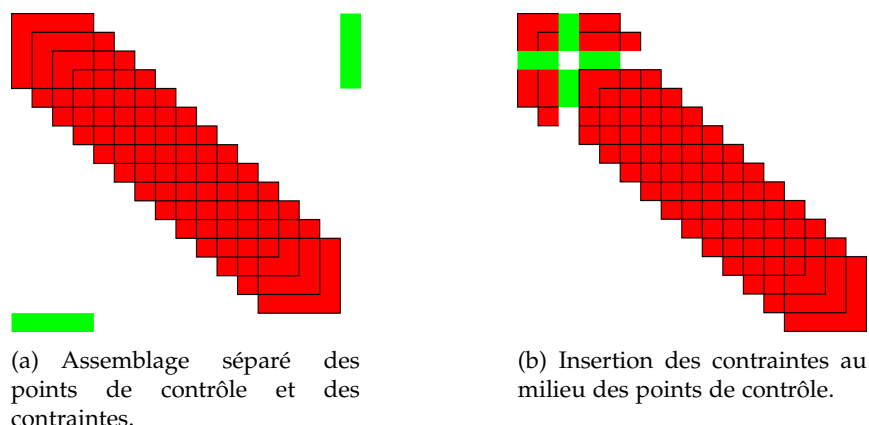 (a) Assemblage séparé des
points de contrôle et des
contraintes.
(b) Insertion des contraintes au
milieu des points de contrôle.